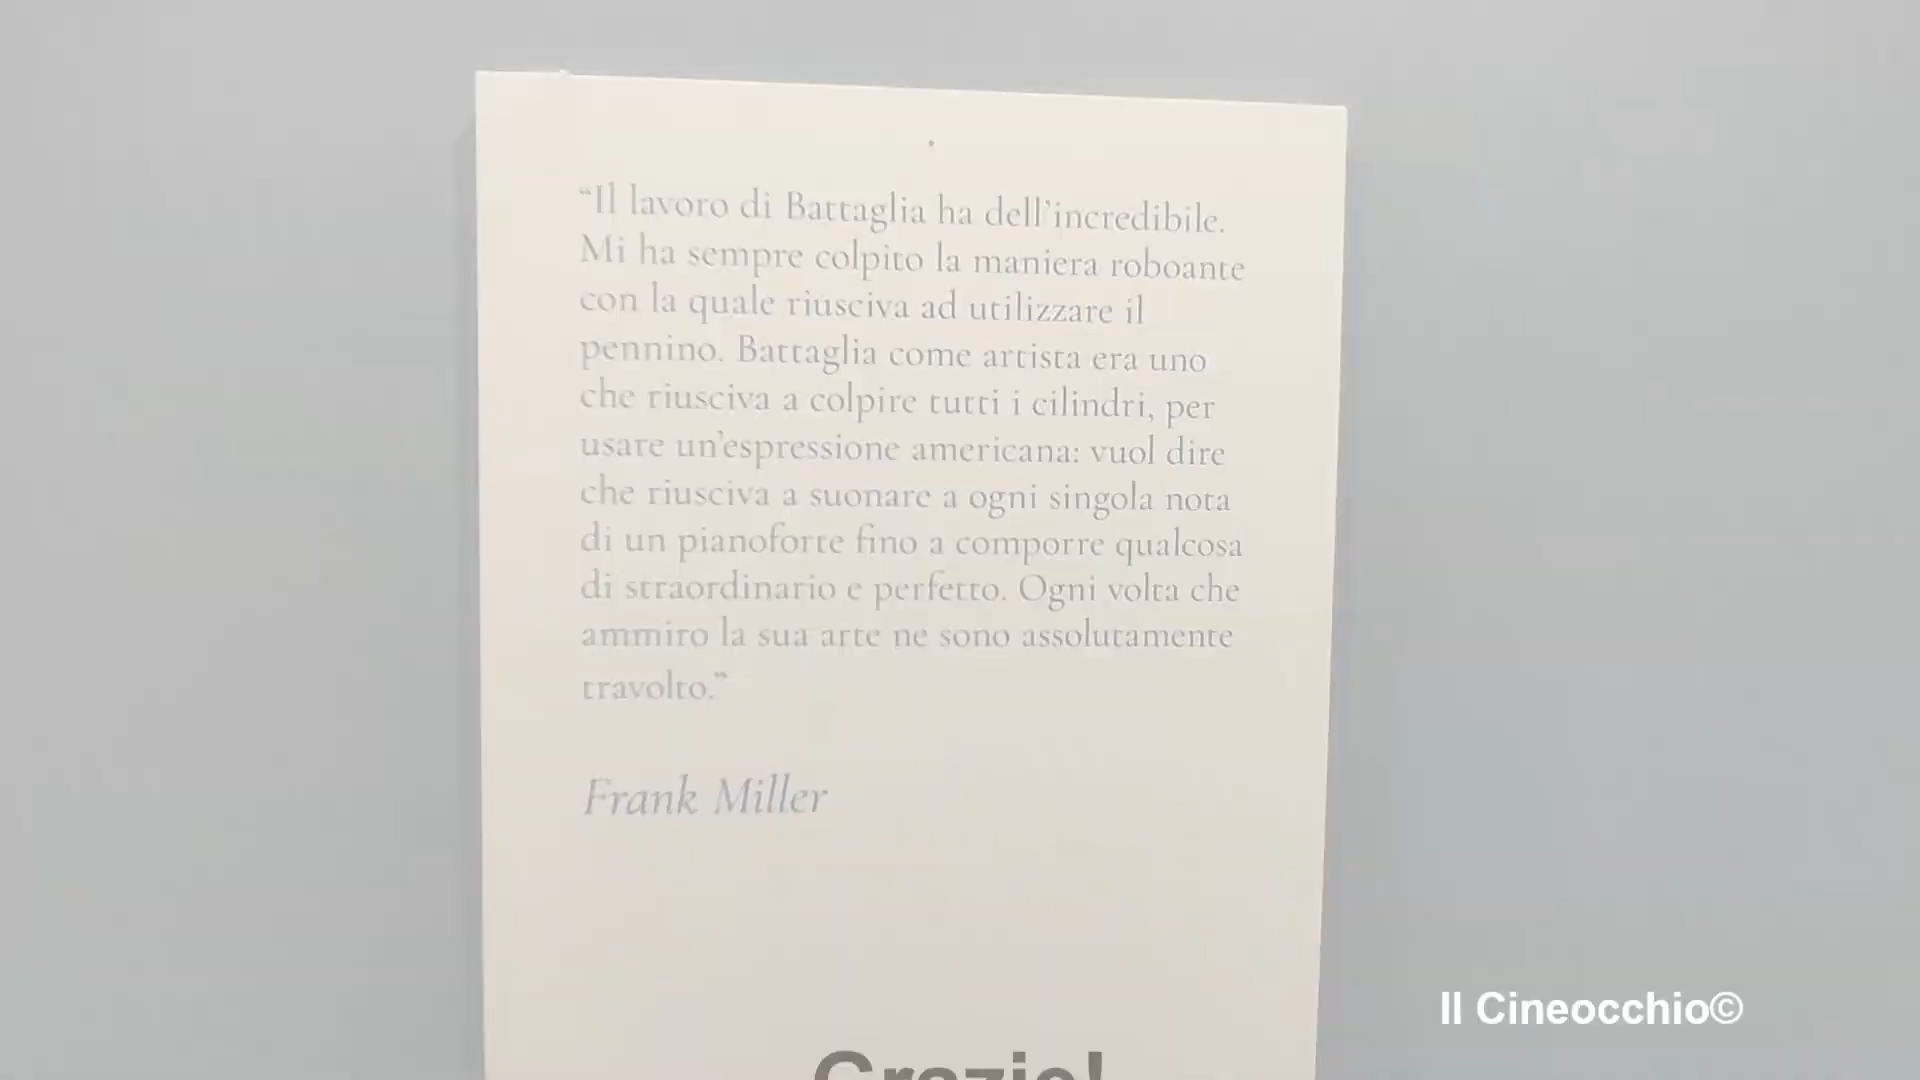 “Il lavoro di Battaglia ha dell’incredibile.
Mi ha sempre colpito la maniera roboante
con la quale riusciva ad utilizzare il
pennino. Battaglia come artista era uno
che riusciva a colpire tutti i cilindri, per
usare un’espressione americana: vuol dire
che riusciva a suonare a ogni singola nota
di un pianoforte fino a comporre qualcosa
di straordinario e perfetto. Ogni volta che
ammiro la sua arte ne sono assolutamente
travolto.”
Frank Miller
Il Cineocchio©
Grazie!